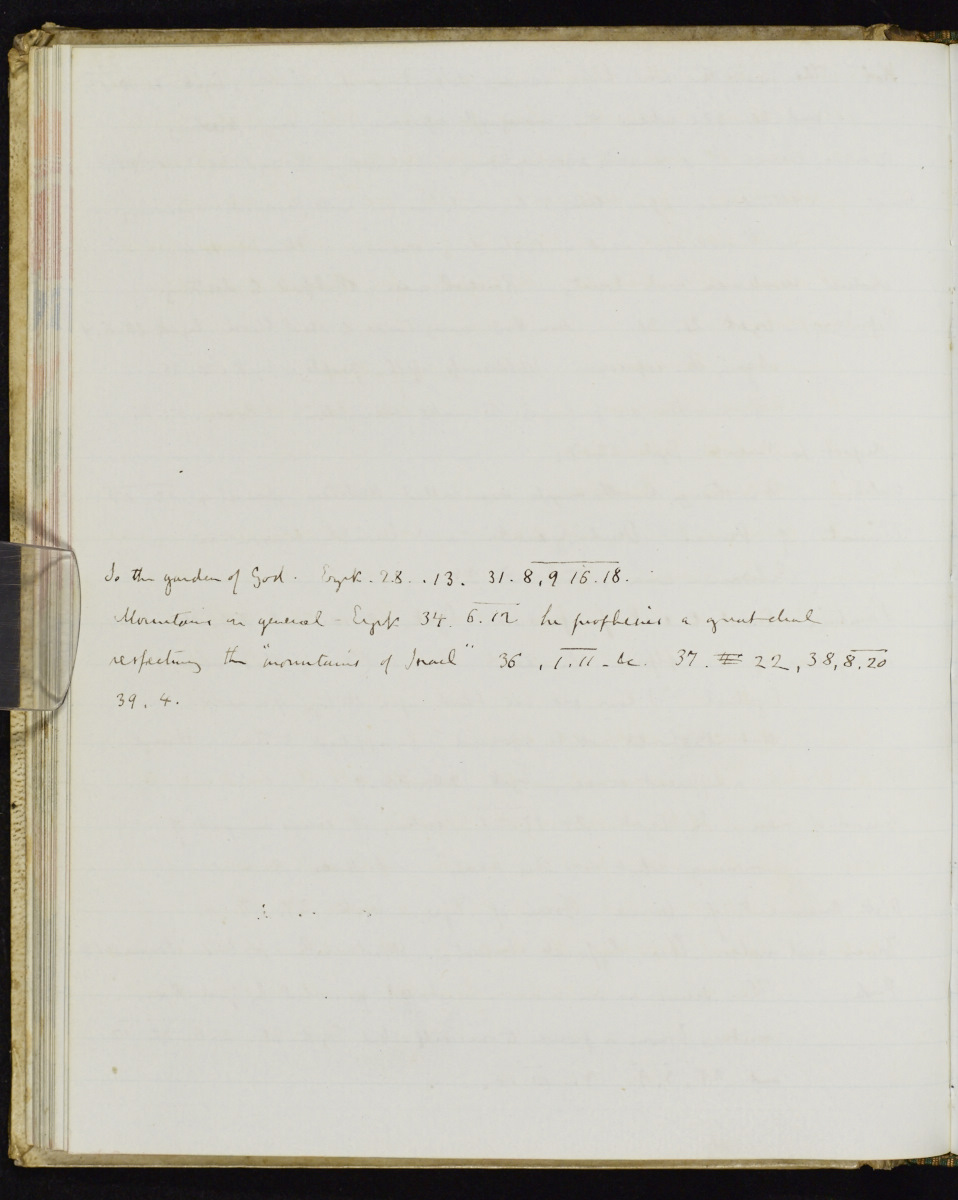 So the garden of God. Ezek. 28. .13. 31. 8,9 16.18.
Mountains in general Ezek 34. 6.12 he prophesies a great deal
respecting the "mountains of Israel" 36, 1.11 - &c. 37. 22, 38, 8.20
39. 4.